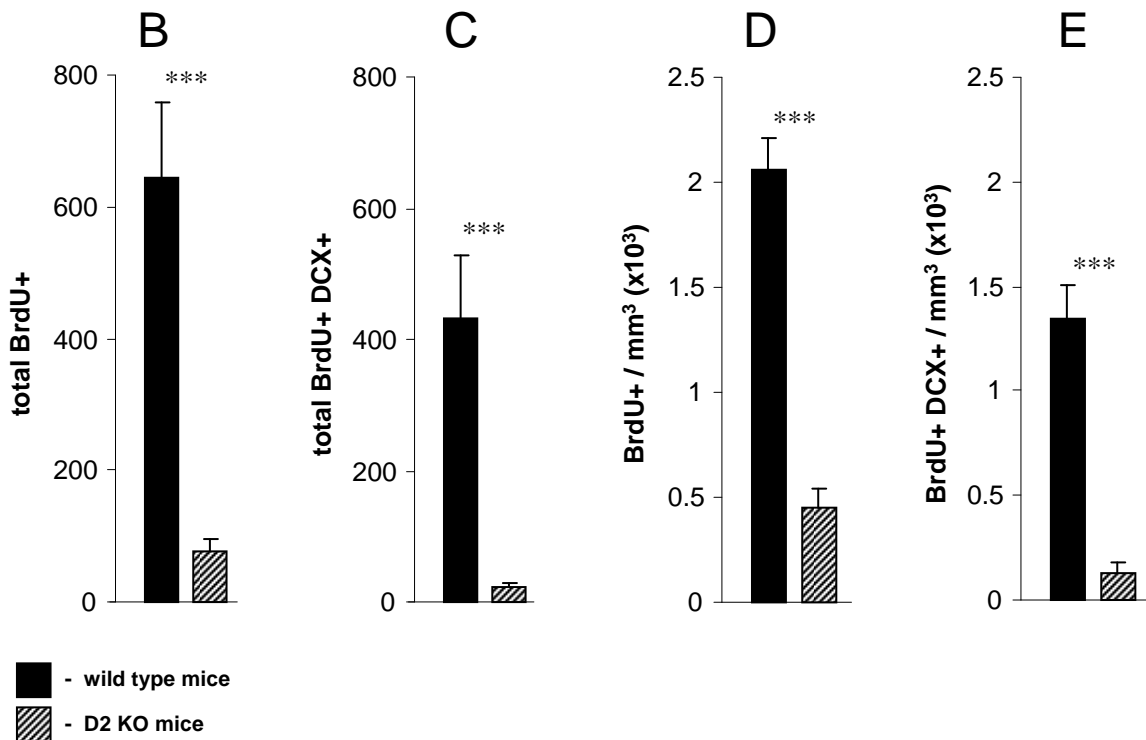 B
total BrdU+
800
600
400
200
0
***
C
total BrdU+ DCX+
800
600
400
200
0
***
D
BrdU+ / mm³ (x10³)
2.5
2
1.5
1
0.5
0
***
E
BrdU+ DCX+ / mm³ (x10³)
2.5
2
1.5
1
0.5
0
***
- wild type mice
- D2 KO mice